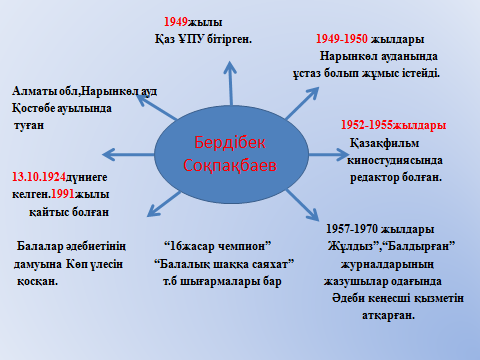 1949жылы
Қаз ҰПУ бітірген.
1949-1950 жылдары
Нарынкөл ауданында
ұстаз болып жұмыс істейді.
Алматы обл,Нарынкөл ауд
Қостөбе ауылында
туған
Бердібек
Соқпақбаев
1952-1955жылдары
Қазақфильм
киностудиясында
редактор болған.
13.10.1924дүниеге
келген.1991жылы
қайтыс болған
Балалар әдебиетінің
дамуына Көп үлесін
қосқан.
“16жасар чемпион”
“Балалық шаққа саяхат”
т.б шығармалары бар
1957-1970 жылдары
Жұлдыз”,“Балдырған”
журналдарының
жазушылар одағында
Әдеби кеңесші қызметін
атқарған.